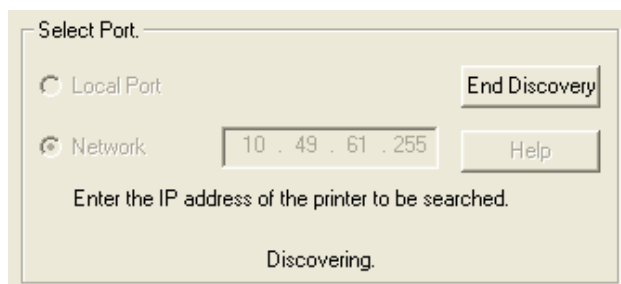 Select Port.
Local Port
End Discovery
Network
10 . 49 . 61 . 255
Help
Enter the IP address of the printer to be searched.
Discovering.